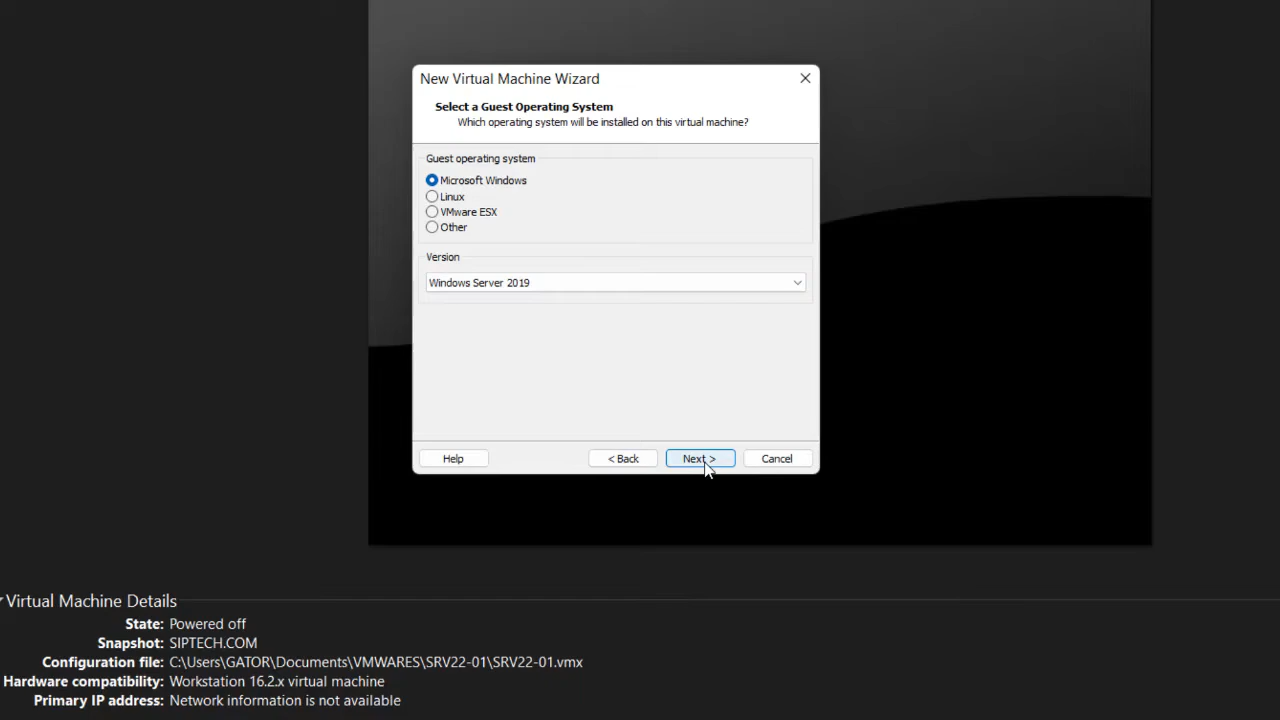 New Virtual Machine Wizard
Select a Guest Operating System
Which operating system will be installed on this virtual machine?
Guest operating system
Microsoft Windows
Linux
VMware ESX
Other
Version
Windows Server 2019
Help
< Back
Next >
Cancel
Virtual Machine Details
State: Powered off
Snapshot: SIPTECH.COM
Configuration file: C:\Users\GATOR\Documents\VMWARES\SRV22-01\SRV22-01.vmx
Hardware compatibility: Workstation 16.2.x virtual machine
Primary IP address: Network information is not available